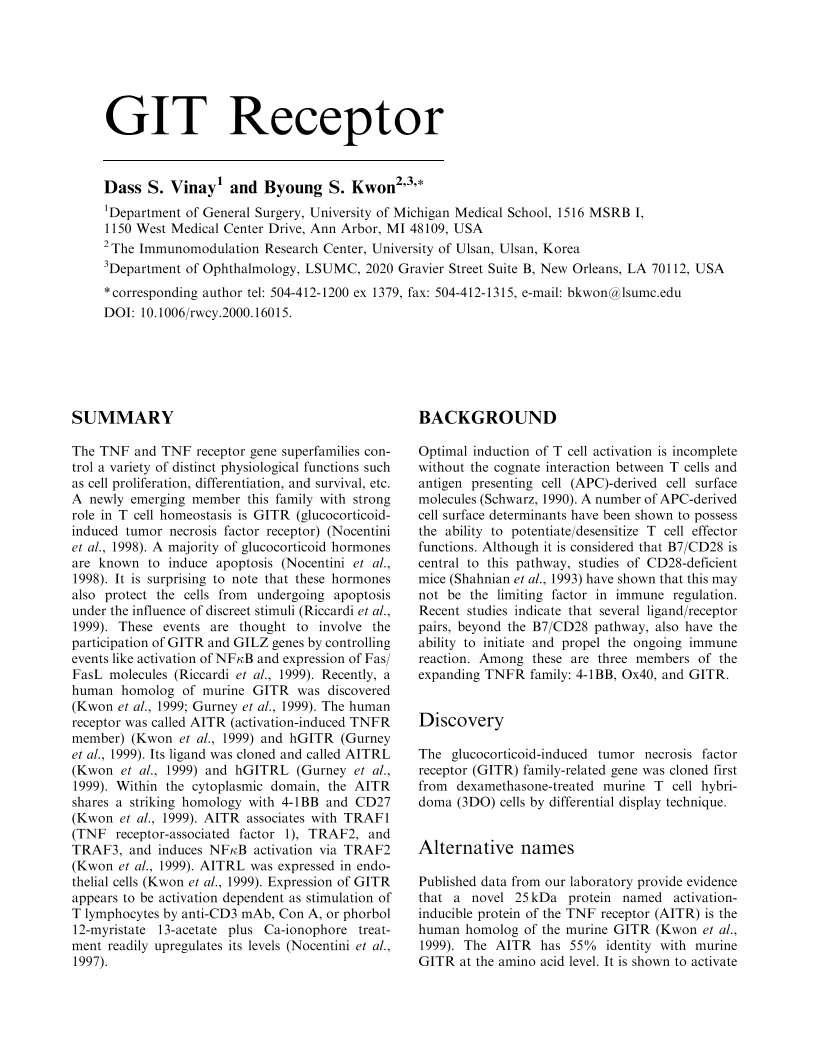 GIT Receptor
Dass S. Vinay1 and Byoung S. Kwon2,3,*
1Department of General Surgery, University of Michigan Medical School, 1516 MSRB I,
1150 West Medical Center Drive, Ann Arbor, MI 48109, USA
2The Immunomodulation Research Center, University of Ulsan, Ulsan, Korea
3Department of Ophthalmology, LSUMC, 2020 Gravier Street Suite B, New Orleans, LA 70112, USA
*corresponding author tel: 504-412-1200 ex 1379, fax: 504-412-1315, e-mail: bkwon@lsumc.edu
DOI: 10.1006/rwcy.2000.16015.
SUMMARY
The TNF and TNF receptor gene superfamilies con-
trol a variety of distinct physiological functions such
as cell proliferation, differentiation, and survival, etc.
A newly emerging member this family with strong
role in T cell homeostasis is GITR (glucocorticoid-
induced tumor necrosis factor receptor) (Nocentini
et al., 1998). A majority of glucocorticoid hormones
are known to induce apoptosis (Nocentini et al.,
1998). It is surprising to note that these hormones
also protect the cells from undergoing apoptosis
under the influence of discreet stimuli (Riccardi et al.,
1999). These events are thought to involve the
participation of GITR and GILZ genes by controlling
events like activation of NFκB and expression of Fas/
FasL molecules (Riccardi et al., 1999). Recently, a
human homolog of murine GITR was discovered
(Kwon et al., 1999; Gurney et al., 1999). The human
receptor was called AITR (activation-induced TNFR
member) (Kwon et al., 1999) and hGITR (Gurney
et al., 1999). Its ligand was cloned and called AITRL
(Kwon et al., 1999) and hGITRL (Gurney et al.,
1999). Within the cytoplasmic domain, the AITR
shares a striking homology with 4-1BB and CD27
(Kwon et al., 1999). AITR associates with TRAF1
(TNF receptor-associated factor 1), TRAF2, and
TRAF3, and induces NFκB activation via TRAF2
(Kwon et al., 1999). AITRL was expressed in endo-
thelial cells (Kwon et al., 1999). Expression of GITR
appears to be activation dependent as stimulation of
T lymphocytes by anti-CD3 mAb, Con A, or phorbol
12-myristate 13-acetate plus Ca-ionophore treat-
ment readily upregulates its levels (Nocentini et al.,
1997).
BACKGROUND
Optimal induction of T cell activation is incomplete
without the cognate interaction between T cells and
antigen presenting cell (APC)-derived cell surface
molecules (Schwarz, 1990). A number of APC-derived
cell surface determinants have been shown to possess
the ability to potentiate/desensitize T cell effector
functions. Although it is considered that B7/CD28 is
central to this pathway, studies of CD28-deficient
mice (Shahnian et al., 1993) have shown that this may
not be the limiting factor in immune regulation.
Recent studies indicate that several ligand/receptor
pairs, beyond the B7/CD28 pathway, also have the
ability to initiate and propel the ongoing immune
reaction. Among these are three members of the
expanding TNFR family: 4-1BB, Ox40, and GITR.
Discovery
The glucocorticoid-induced tumor necrosis factor
receptor (GITR) family-related gene was cloned first
from dexamethasone-treated murine T cell hybri-
doma (3DO) cells by differential display technique.
Alternative names
Published data from our laboratory provide evidence
that a novel 25 kDa protein named activation-
inducible protein of the TNF receptor (AITR) is the
human homolog of the murine GITR (Kwon et al.,
1999). The AITR has 55% identity with murine
GITR at the amino acid level. It is shown to activate